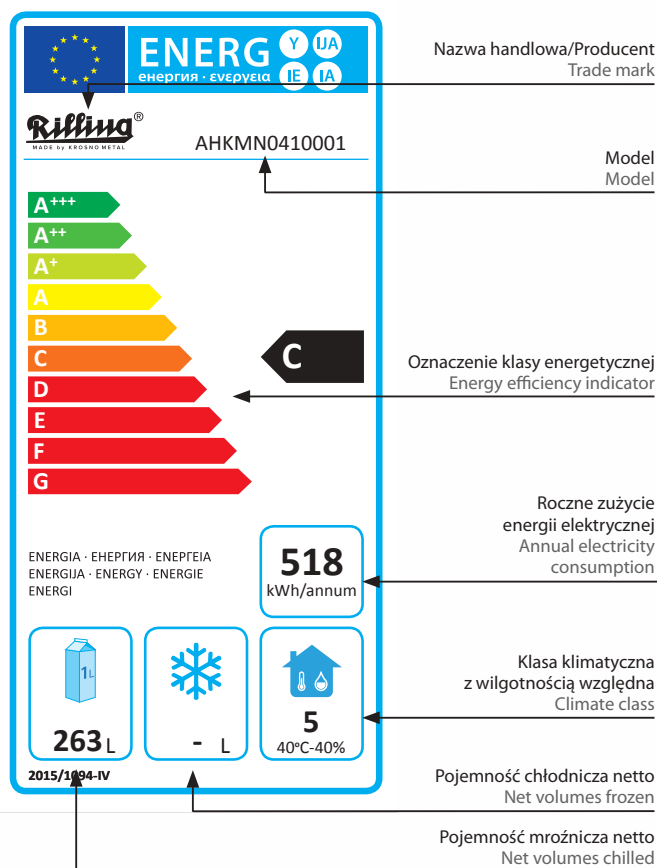 ENERG Y IJA
енергия · ενεργεια IE IA
Nazwa handlowa/Producent
Trade mark
Rilling®
MADE by KROSNO METAL
AHKMN0410001
Model
Model
A+++
A++
A+
A
B
C
C
D
E
F
G
Oznaczenie klasy energetycznej
Energy efficiency indicator
Roczne zużycie
energii elektrycznej
Annual electricity
consumption
ENERGIA · ЕНЕРГИЯ · ΕΝΕΡΓΕΙΑ
ENERGIJA · ENERGY · ENERGIE
ENERGI
518
kWh/annum
1L
263 L
- L
5
40°C-40%
Klasa klimatyczna
z wilgotnością względna
Climate class
2015/1094-IV
Pojemność chłodnicza netto
Net volumes frozen
Pojemność mroźnicza netto
Net volumes chilled